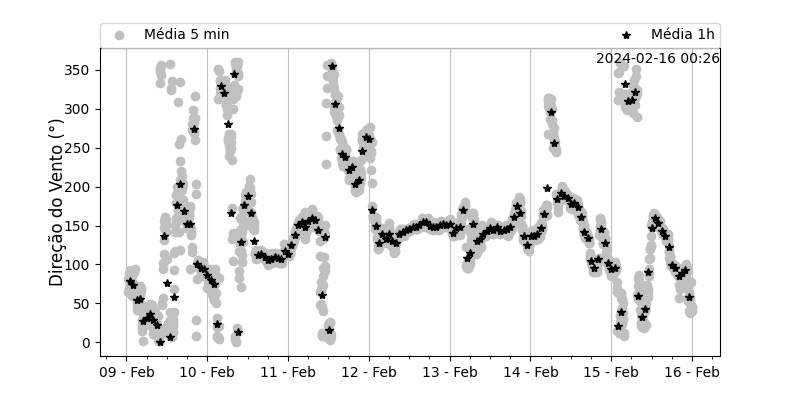 Média 5 min
Média 1h
2024-02-16 00:26
Direção do Vento (°)
350
300
250
200
150
100
50
0
09 - Feb
10 - Feb
11 - Feb
12 - Feb
13 - Feb
14 - Feb
15 - Feb
16 - Feb